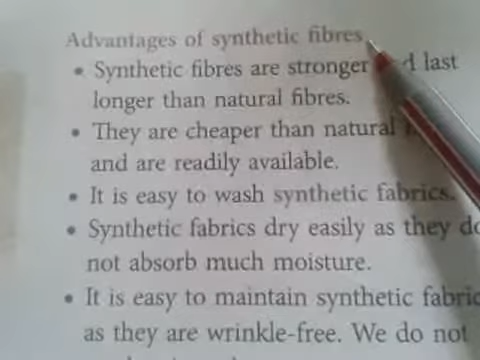 Advantages of synthetic fibres
• Synthetic fibres are stronger last
longer than natural fibres.
• They are cheaper than natural
and are readily available.
• It is easy to wash synthetic fabrics.
• Synthetic fabrics dry easily as they
not absorb much moisture.
• It is easy to maintain synthetic
as they are wrinkle-free. We do not